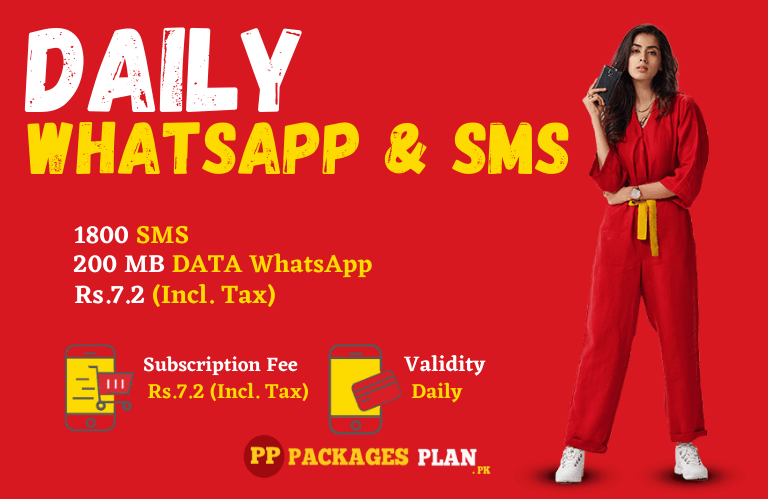 DAILY
WHATSAPP & SMS
1800 SMS
200 MB DATA WhatsApp
Rs.7.2 (Incl. Tax)
Subscription Fee
Rs.7.2 (Incl. Tax)
Validity
Daily
PP PACKAGES PLAN
.PK